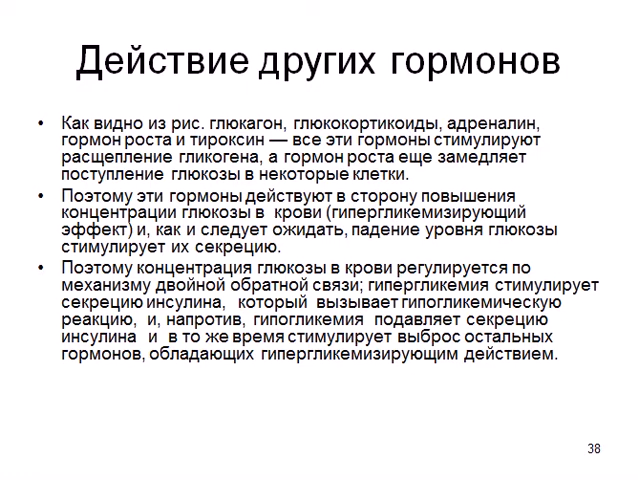 Действие других гормонов
• Как видно из рис. глюкагон, глюкокортикоиды, адреналин,
гормон роста и тироксин — все эти гормоны стимулируют
расщепление гликогена, а гормон роста еще замедляет
поступление глюкозы в некоторые клетки.
• Поэтому эти гормоны действуют в сторону повышения
концентрации глюкозы в крови (гипергликемизирующий
эффект) и, как и следует ожидать, падение уровня глюкозы
стимулирует их секрецию.
• Поэтому концентрация глюкозы в крови регулируется по
механизму двойной обратной связи; гипергликемия стимулирует
секрецию инсулина, который вызывает гипогликемическую
реакцию, и, напротив, гипогликемия подавляет секрецию
инсулина и в то же время стимулирует выброс остальных
гормонов, обладающих гипергликемизирующим действием.
38